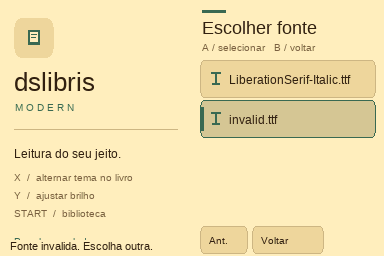 dslibris
MODERN
Leitura do seu jeito.
X / alternar tema no livro
Y / ajustar brilho
START / biblioteca
Fonte invalida. Escolha outra.
Escolher fonte
A / selecionar B / voltar
LiberationSerif-Italic.ttf
invalid.ttf
Ant.
Voltar